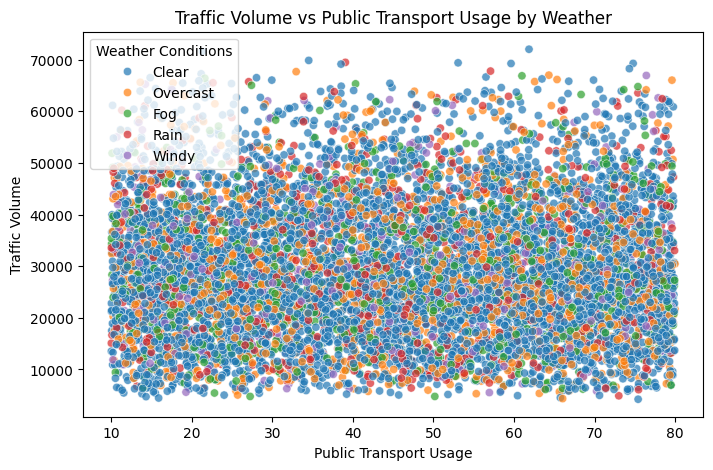 Traffic Volume vs Public Transport Usage by Weather
Weather Conditions
Clear
Overcast
Fog
Rain
Windy
Traffic Volume
70000
60000
50000
40000
30000
20000
10000
10 20 30 40 50 60 70 80
Public Transport Usage